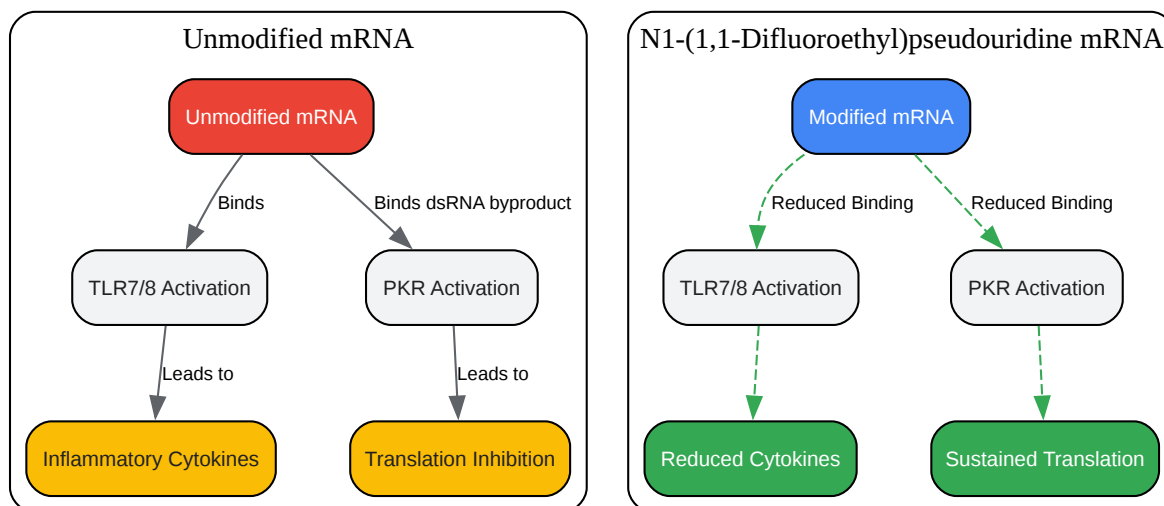 Unmodified mRNA
Unmodified mRNA
Binds
Binds dsRNA byproduct
TLR7/8 Activation
PKR Activation
Leads to
Leads to
Inflammatory Cytokines
Translation Inhibition
N1-(1,1-Difluoroethyl)pseudouridine mRNA
Modified mRNA
Reduced Binding
Reduced Binding
TLR7/8 Activation
PKR Activation
Reduced Cytokines
Sustained Translation